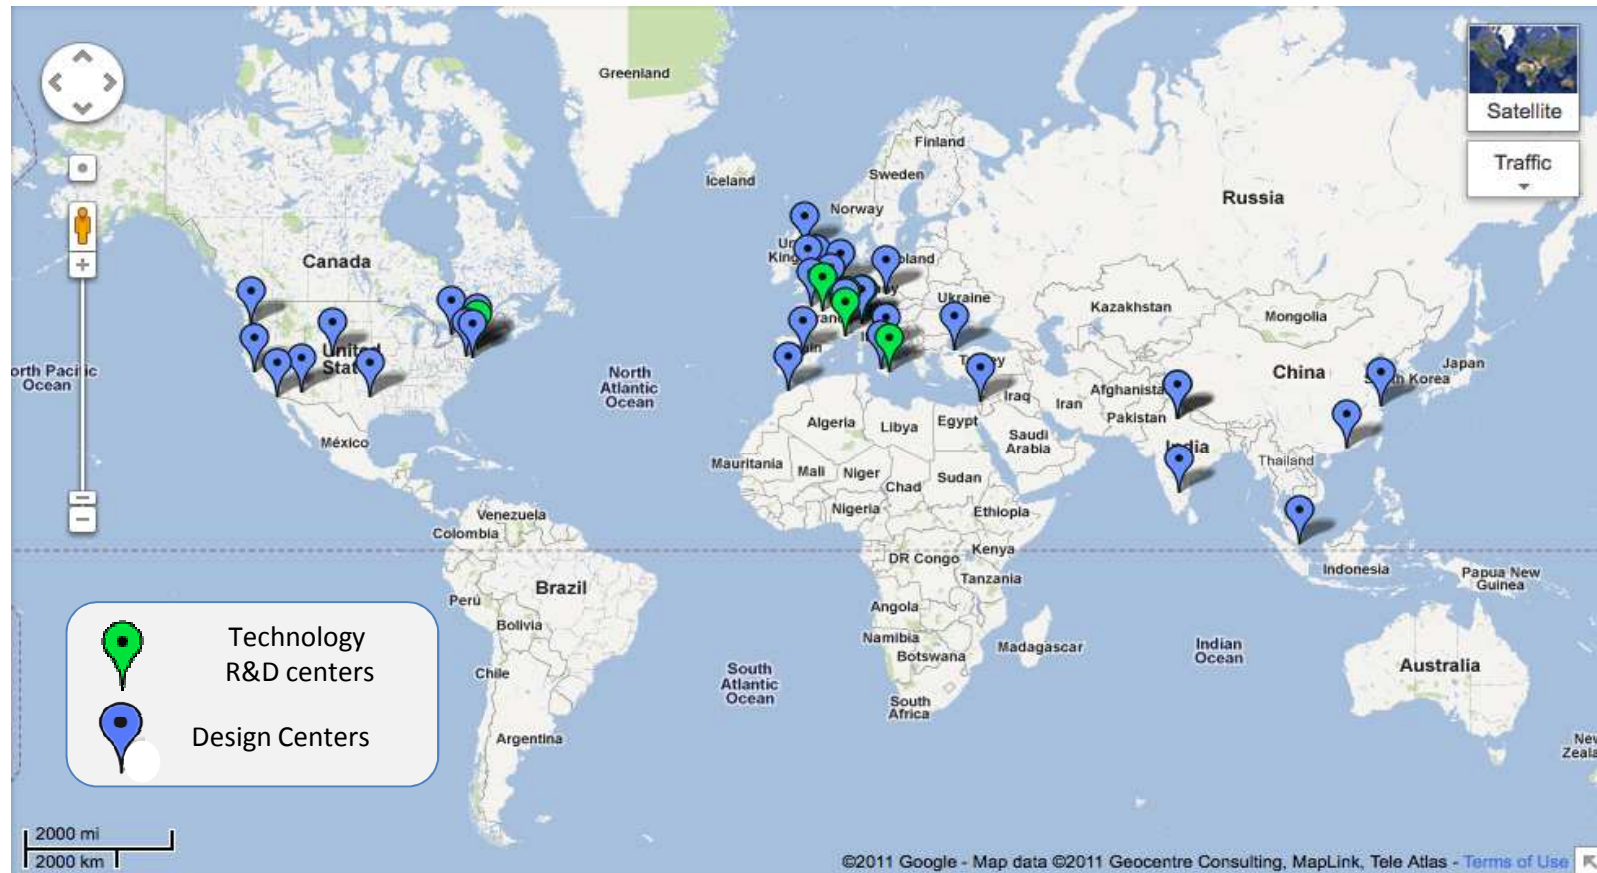 Greenland
Satellite
Traffic
Finland
Iceland
Sweden
Norway
Russia
Canada
Ukraine
Kazakhstan
Mongolia
North
Atlantic
Ocean
China
Japan
Korea
Ocean
Iraq
Iran
Afghanista
Pakistan
Algeria
Libya
Egypt
Saudi
Arabia
México
India
Thailand
Mauritania
Mali
Niger
Chad
Sudan
Nigeria
Ethiopia
Venezuela
Colombia
DR Congo
Kenya
Tanzania
Indonesia
Papua New
Guinea
Brazil
Perú
Bolivia
Angola
Namibia
Botswana
Madagascar
Indian
Ocean
Australia
Chile
South
Atlantic
Ocean
South
Africa
Argentina
New
Zeala
Technology
R&D centers
Design Centers
2000 mi
2000 km
©2011 Google - Map data ©2011 Geocentre Consulting, MapLink, Tele Atlas - Terms of Use